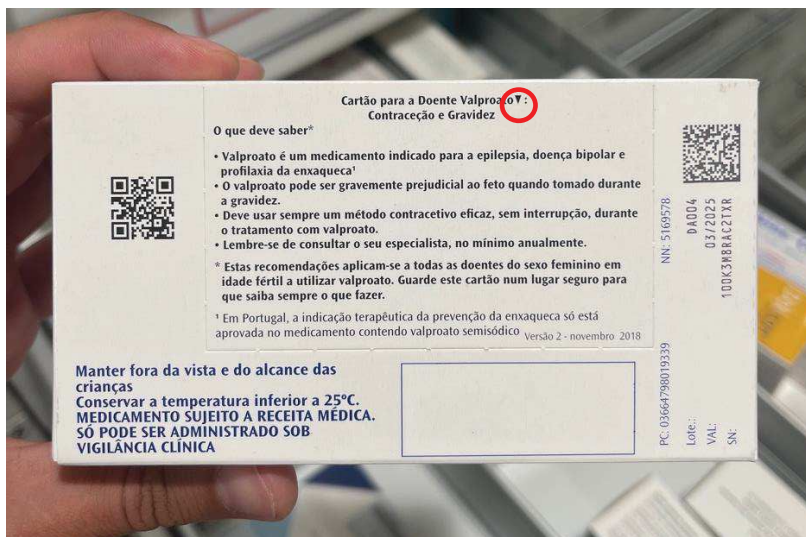 Cartão para a Doente Valproato▼:
Contraceção e Gravidez
O que deve saber*
• Valproato é um medicamento indicado para a epilepsia, doença bipolar e
profilaxia da enxaqueca¹
• O valproato pode ser gravemente prejudicial ao feto quando tomado durante
a gravidez.
• Deve usar sempre um método contracetivo eficaz, sem interrupção, durante
o tratamento com valproato.
• Lembre-se de consultar o seu especialista, no mínimo anualmente.
* Estas recomendações aplicam-se a todas as doentes do sexo feminino em
idade fértil a utilizar valproato. Guarde este cartão num lugar seguro para
que saiba sempre o que fazer.
¹ Em Portugal, a indicação terapêutica da prevenção da enxaqueca só está
aprovada no medicamento contendo valproato semisódico
Versão 2 - novembro 2018
Manter fora da vista e do alcance das
crianças
Conservar a temperatura inferior a 25ºC.
MEDICAMENTO SUJEITO A RECEITA MÉDICA.
SÓ PODE SER ADMINISTRADO SOB
VIGILÂNCIA CLÍNICA
PC: 03664798019339
NN: 5169578
Lote.: DA004
VAL: 03/2025
SN: 100K3M8RAC2TXR